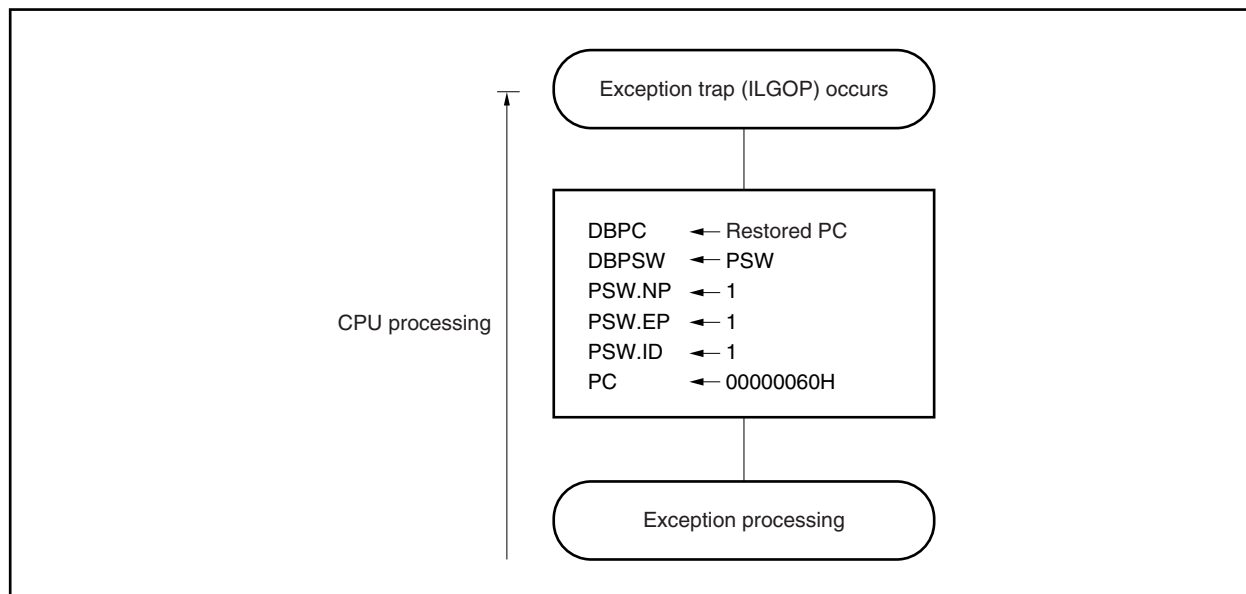 Exception trap (ILGOP) occurs
CPU processing
DBPC ← Restored PC
DBPSW ← PSW
PSW.NP ← 1
PSW.EP ← 1
PSW.ID ← 1
PC ← 00000060H
Exception processing